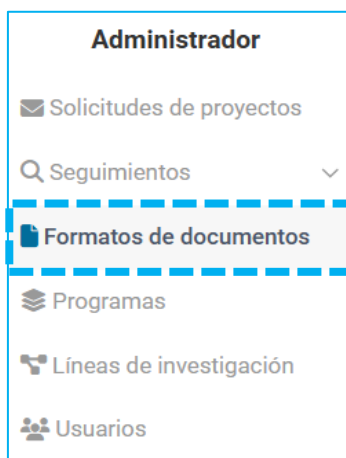 Administrador
Solicitudes de proyectos
Seguimientos
Formatos de documentos
Programas
Líneas de investigación
Usuarios